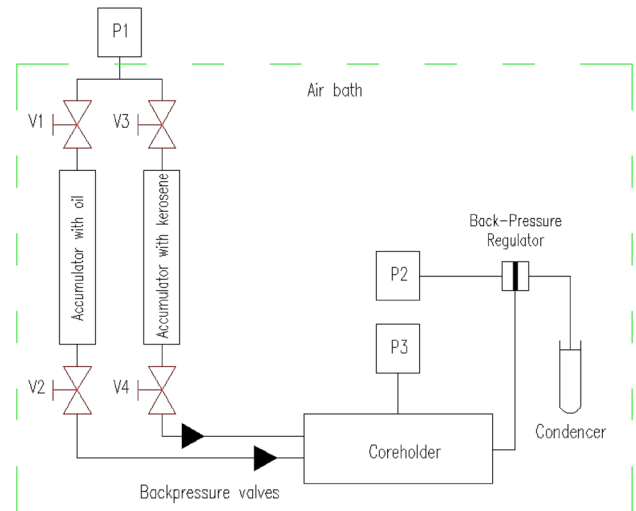 P1
Air bath
V1
V3
Accumulator with oil
Accumulator with kerosene
Back-Pressure
Regulator
P2
P3
V2
V4
Condencer
Coreholder
Backpressure valves